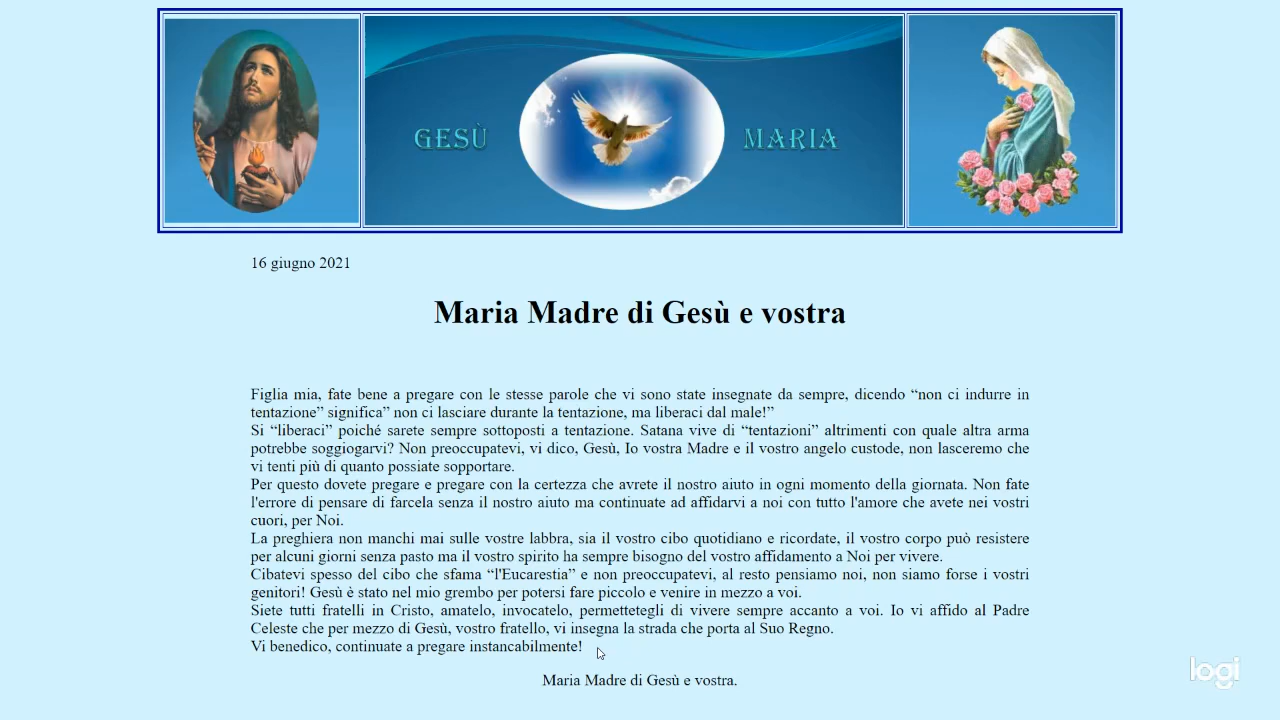 GESÙ
MARIA
16 giugno 2021
Maria Madre di Gesù e vostra
Figlia mia, fate bene a pregare con le stesse parole che vi sono state insegnate da sempre, dicendo “non ci indurre in
tentazione” significa” non ci lasciare durante la tentazione, ma liberaci dal male!”
Si “liberaci” poiché sarete sempre sottoposti a tentazione. Satana vive di “tentazioni” altrimenti con quale altra arma
potrebbe soggiogarvi? Non preoccupatevi, vi dico, Gesù, Io vostra Madre e il vostro angelo custode, non lasceremo che
vi tenti più di quanto possiate sopportare.
Per questo dovete pregare e pregare con la certezza che avrete il nostro aiuto in ogni momento della giornata. Non fate
l'errore di pensare di farcela senza il nostro aiuto ma continuate ad affidarvi a noi con tutto l'amore che avete nei vostri
cuori, per Noi.
La preghiera non manchi mai sulle vostre labbra, sia il vostro cibo quotidiano e ricordate, il vostro corpo può resistere
per alcuni giorni senza pasto ma il vostro spirito ha sempre bisogno del vostro affidamento a Noi per vivere.
Cibatevi spesso del cibo che sfama “l'Eucarestia” e non preoccupatevi, al resto pensiamo noi, non siamo forse i vostri
genitori! Gesù è stato nel mio grembo per potersi fare piccolo e venire in mezzo a voi.
Siete tutti fratelli in Cristo, amatelo, invocatelo, permettetegli di vivere sempre accanto a voi. Io vi affido al Padre
Celeste che per mezzo di Gesù, vostro fratello, vi insegna la strada che porta al Suo Regno.
Vi benedico, continuate a pregare instancabilmente!
Maria Madre di Gesù e vostra.
logi